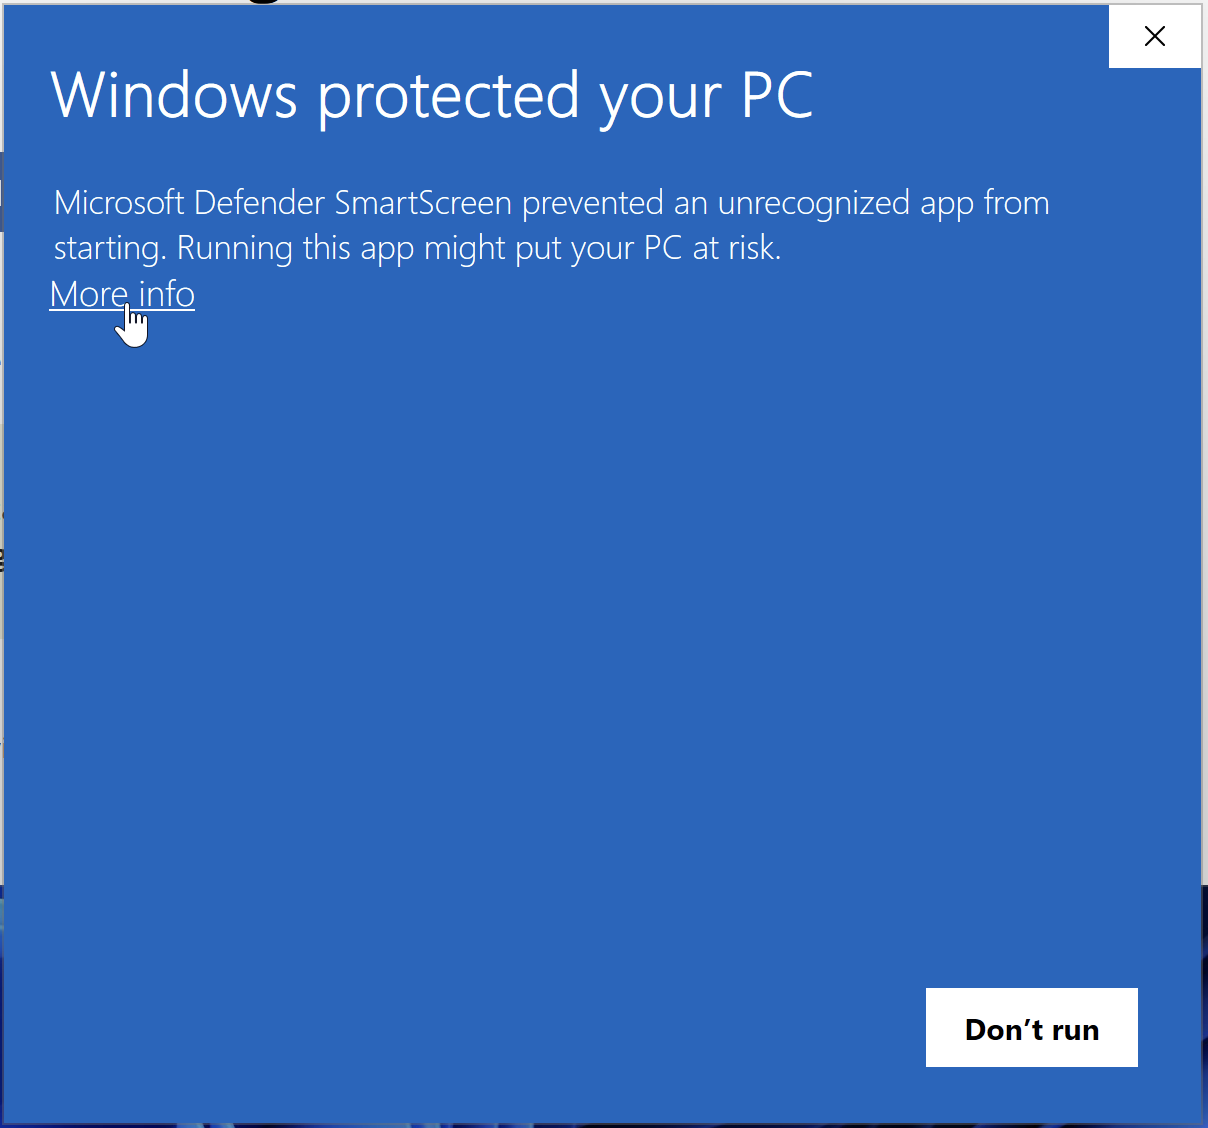 Windows protected your PC
Microsoft Defender SmartScreen prevented an unrecognized app from
starting. Running this app might put your PC at risk.
More info
Don’t run